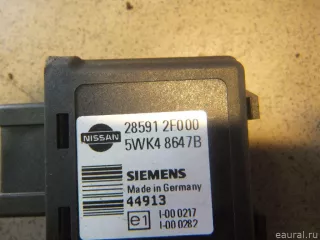 NISSAN
28591 2F000
5WK4 8647B
SIEMENS
Made in Germany
44913
e1
I-00 0217
I-00 0282
eaural.ru